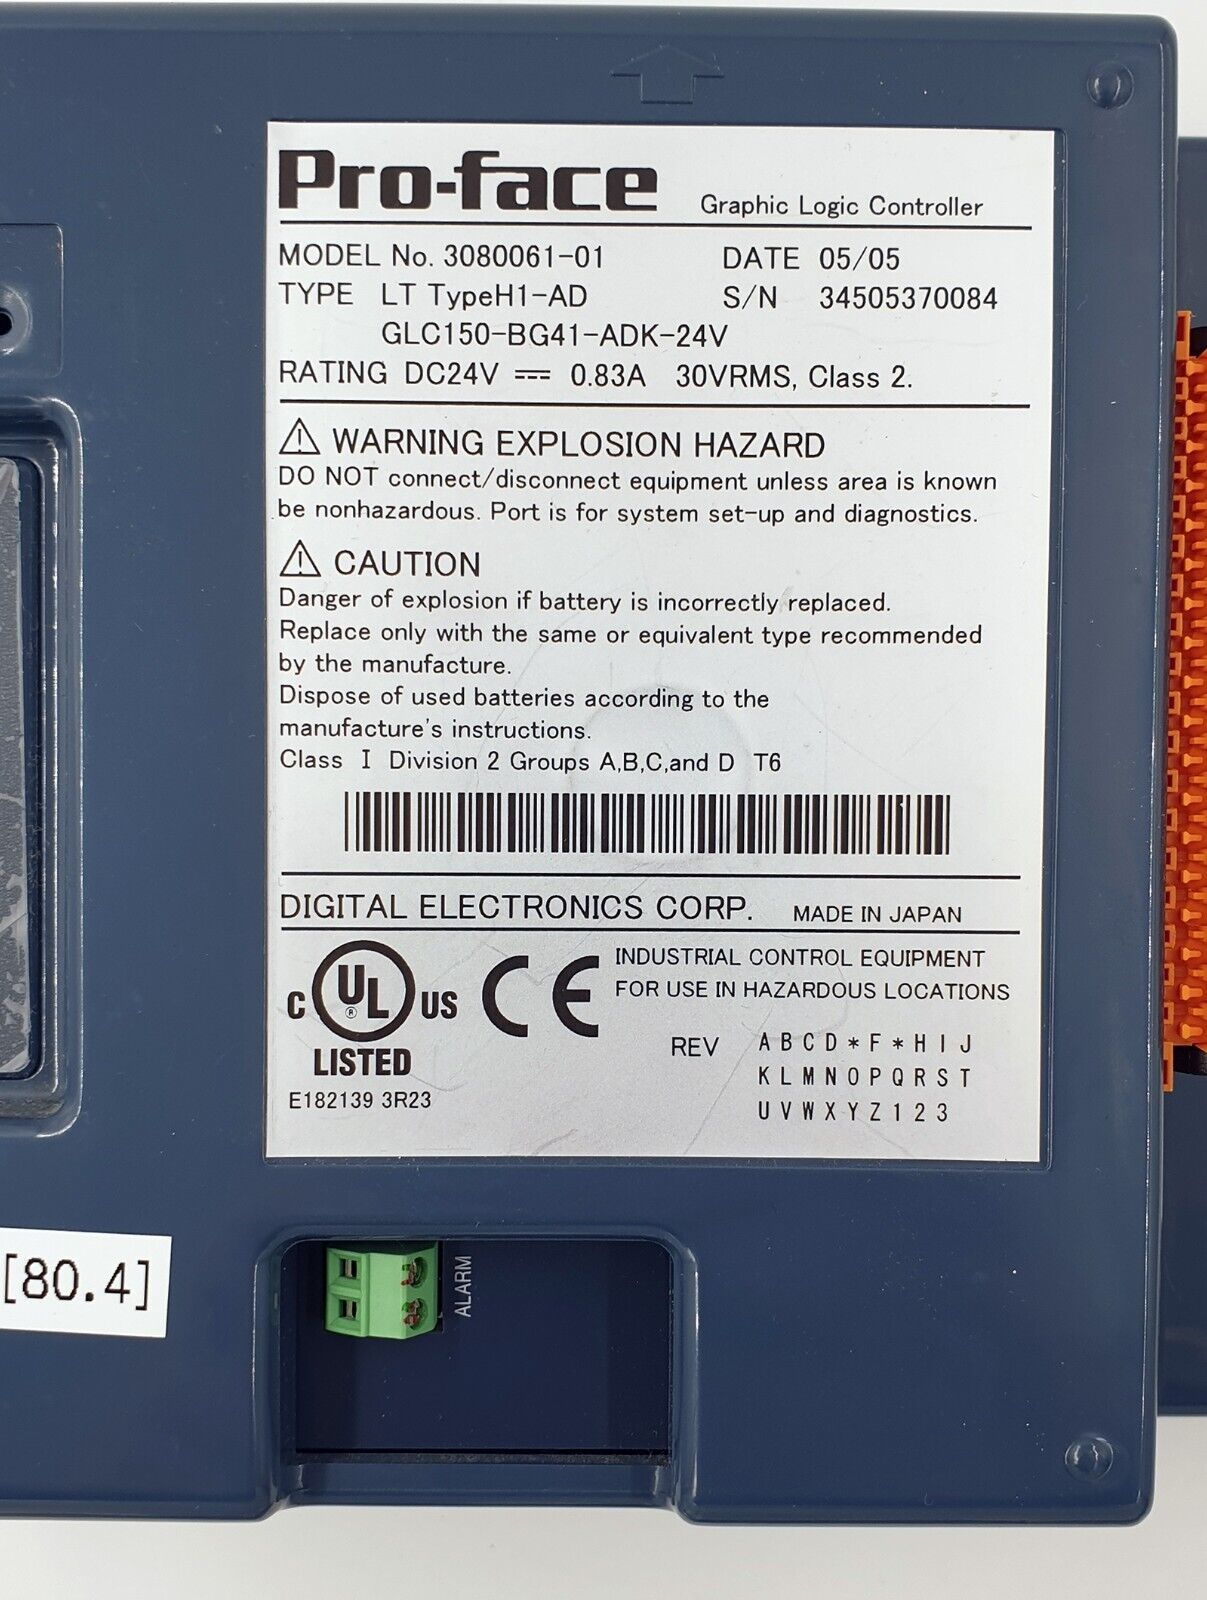 Pro-face Graphic Logic Controller
MODEL No. 3080061-01 DATE 05/05
TYPE LT TypeH1-AD S/N 34505370084
GLC150-BG41-ADK-24V
RATING DC24V ⎓ 0.83A 30VRMS, Class 2.
WARNING EXPLOSION HAZARD
DO NOT connect/disconnect equipment unless area is known
be nonhazardous. Port is for system set-up and diagnostics.
CAUTION
Danger of explosion if battery is incorrectly replaced.
Replace only with the same or equivalent type recommended
by the manufacture.
Dispose of used batteries according to the
manufacture's instructions.
Class I Division 2 Groups A,B,C,and D T6
DIGITAL ELECTRONICS CORP. MADE IN JAPAN
C UL ® US
LISTED
E182139 3R23
CE
INDUSTRIAL CONTROL EQUIPMENT
FOR USE IN HAZARDOUS LOCATIONS
REV A B C D * F * H I J
K L M N O P Q R S T
U V W X Y Z 1 2 3
[80.4]
ALARM